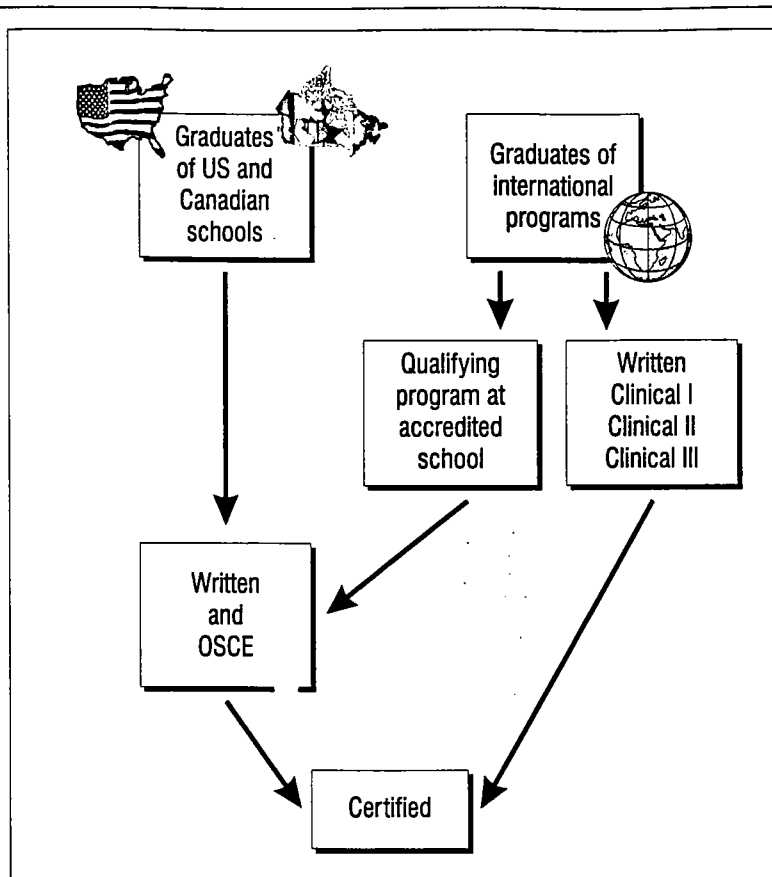 Graduates
of US and
Canadian
schools
Graduates of
international
programs
Qualifying
program at
accredited
school
Written
Clinical I
Clinical II
Clinical III
Written
and
OSCE
Certified